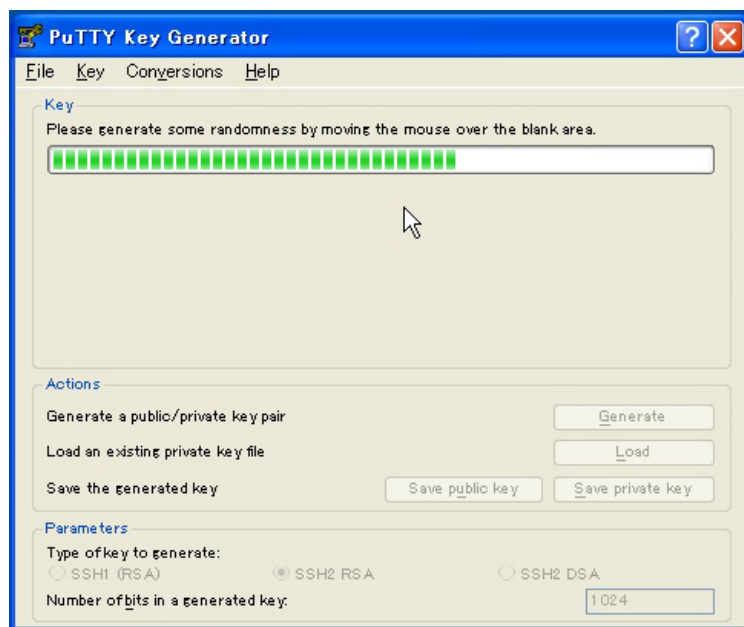 PuTTY Key Generator
File Key Conversions Help
Key
Please generate some randomness by moving the mouse over the blank area.
Actions
Generate a public/private key pair
Generate
Load an existing private key file
Load
Save the generated key
Save public key
Save private key
Parameters
Type of key to generate:
SSH1 (RSA)
SSH2 RSA
SSH2 DSA
Number of bits in a generated key:
1024